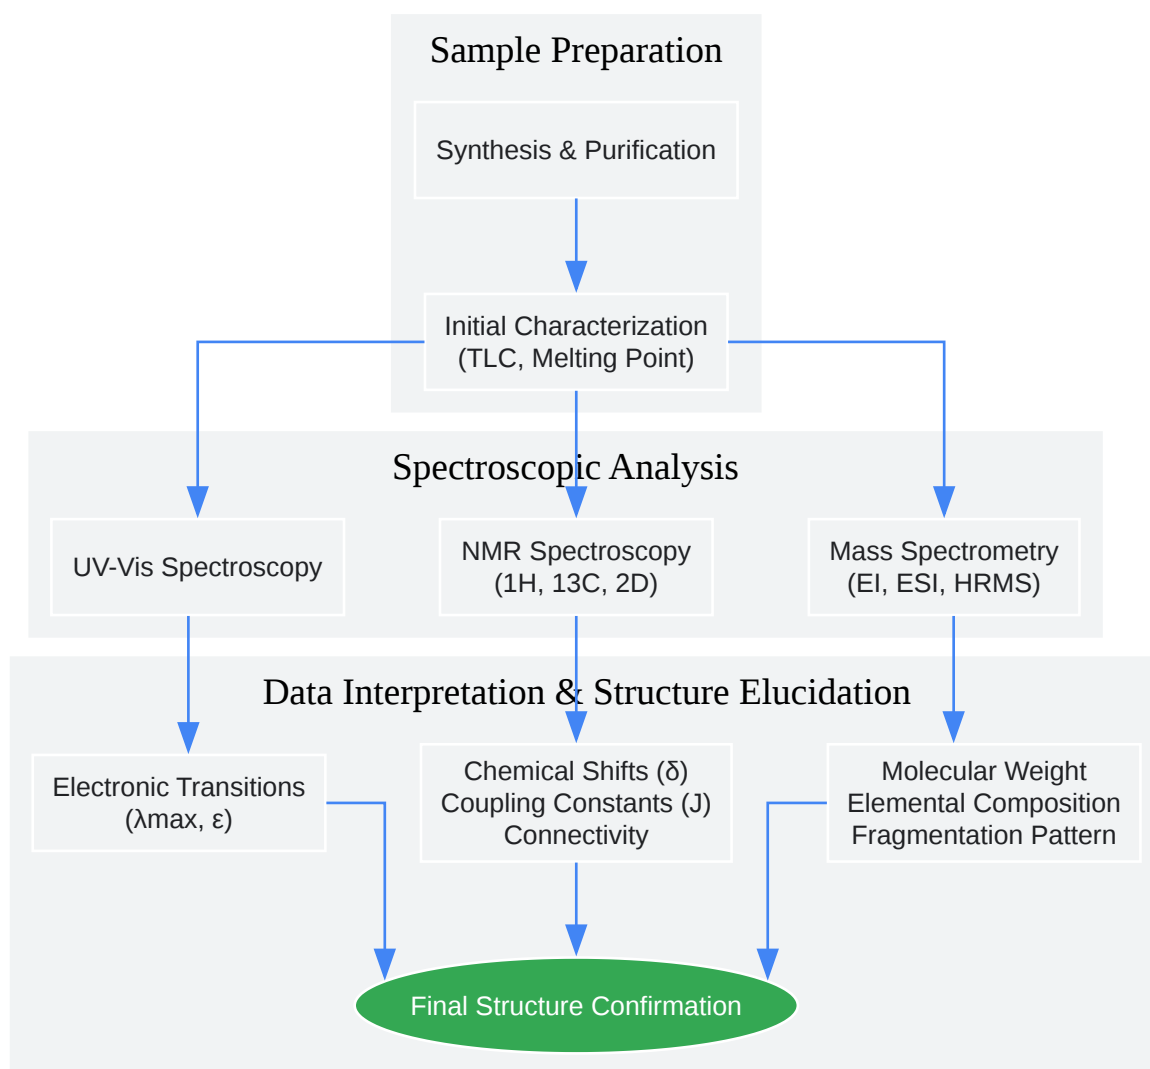 Sample Preparation
Synthesis & Purification
Initial Characterization
(TLC, Melting Point)
Spectroscopic Analysis
UV-Vis Spectroscopy
NMR Spectroscopy
(1H, 13C, 2D)
Mass Spectrometry
(EI, ESI, HRMS)
Data Interpretation & Structure Elucidation
Electronic Transitions
(λmax, ε)
Chemical Shifts (δ)
Coupling Constants (J)
Connectivity
Molecular Weight
Elemental Composition
Fragmentation Pattern
Final Structure Confirmation